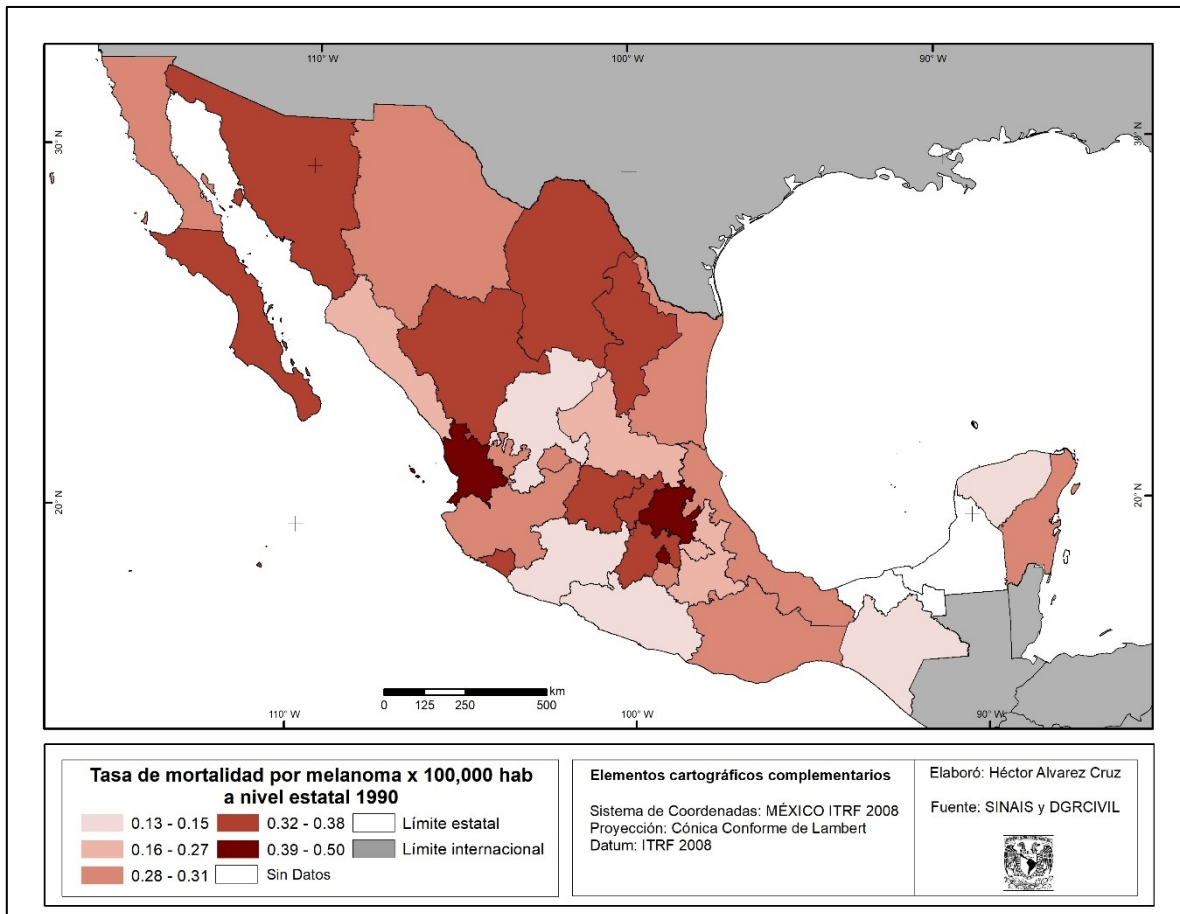 110° W
100° W
90° W
30° N
30° N
20° N
20° N
km
0 125 250 500
110° W
100° W
90° W
Tasa de mortalidad por melanoma x 100,000 hab
a nivel estatal 1990
0.13 - 0.15
0.32 - 0.38
Límite estatal
0.16 - 0.27
0.39 - 0.50
Límite internacional
0.28 - 0.31
Sin Datos
Elementos cartográficos complementarios
Sistema de Coordenadas: MÉXICO ITRF 2008
Proyección: Cónica Conforme de Lambert
Datum: ITRF 2008
Elaboró: Héctor Alvarez Cruz
Fuente: SINAIS y DGRCIVIL